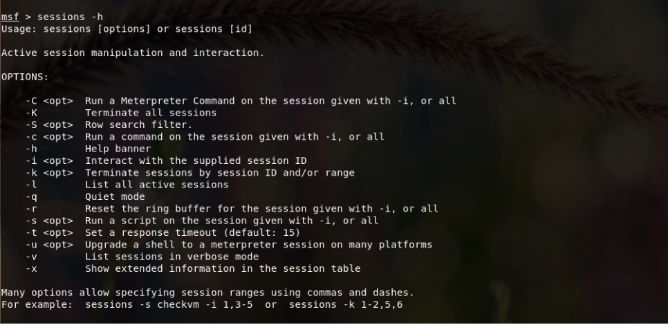 msf > sessions -h
Usage: sessions [options] or sessions [id]

Active session manipulation and interaction.

OPTIONS:

    -C <opt>  Run a Meterpreter Command on the session given with -i, or all
    -K        Terminate all sessions
    -S <opt>  Row search filter.
    -c <opt>  Run a command on the session given with -i, or all
    -h        Help banner
    -i <opt>  Interact with the supplied session ID
    -k <opt>  Terminate sessions by session ID and/or range
    -l        List all active sessions
    -q        Quiet mode
    -r        Reset the ring buffer for the session given with -i, or all
    -s <opt>  Run a script on the session given with -i, or all
    -t <opt>  Set a response timeout (default: 15)
    -u <opt>  Upgrade a shell to a meterpreter session on many platforms
    -v        List sessions in verbose mode
    -x        Show extended information in the session table

Many options allow specifying session ranges using commas and dashes.
For example:  sessions -s checkvm -i 1,3-5  or  sessions -k 1-2,5,6